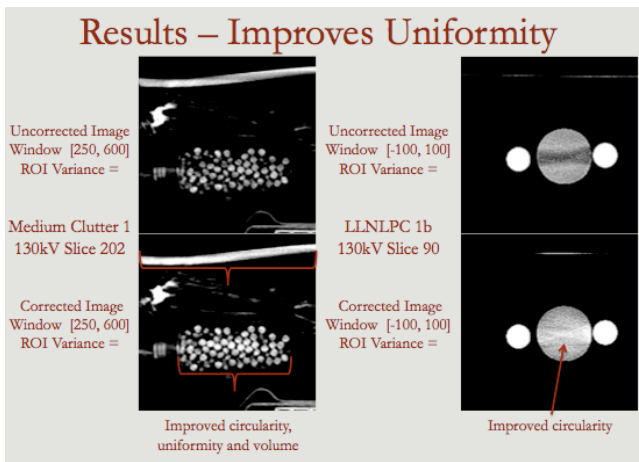 Results – Improves Uniformity
Uncorrected Image
Window [250, 600]
ROI Variance =
Medium Clutter 1
130kV Slice 202
Corrected Image
Window [250, 600]
ROI Variance =
Improved circularity,
uniformity and volume
Uncorrected Image
Window [-100, 100]
ROI Variance =
LLNLPC 1b
130kV Slice 90
Corrected Image
Window [-100, 100]
ROI Variance =
Improved circularity